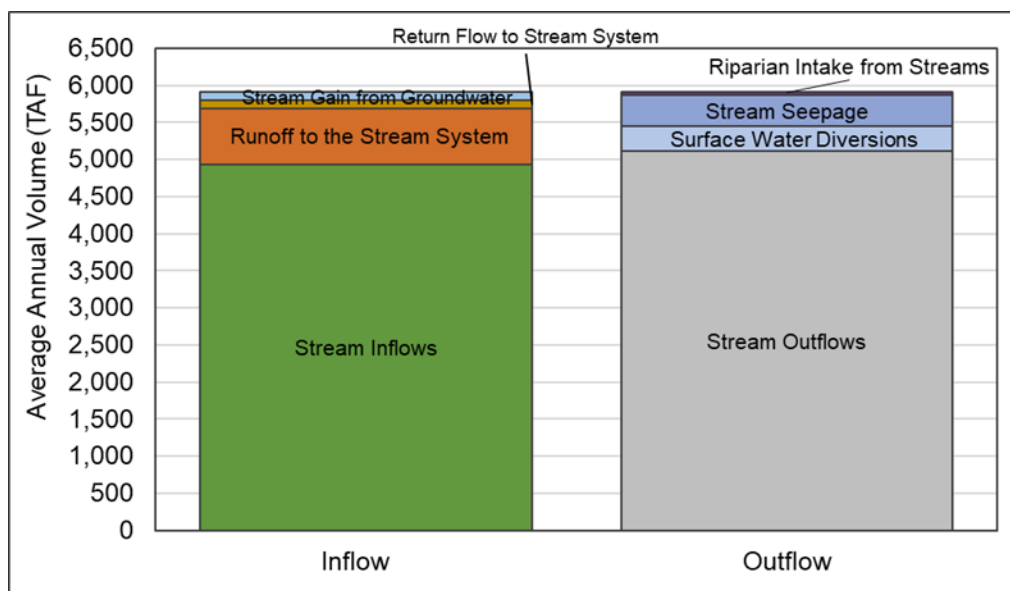 Average Annual Volume (TAF)
6,500
6,000
5,500
5,000
4,500
4,000
3,500
3,000
2,500
2,000
1,500
1,000
500
0
Return Flow to Stream System
Stream Gain from Groundwater
Runoff to the Stream System
Stream Inflows
Riparian Intake from Streams
Stream Seepage
Surface Water Diversions
Stream Outflows
Inflow
Outflow